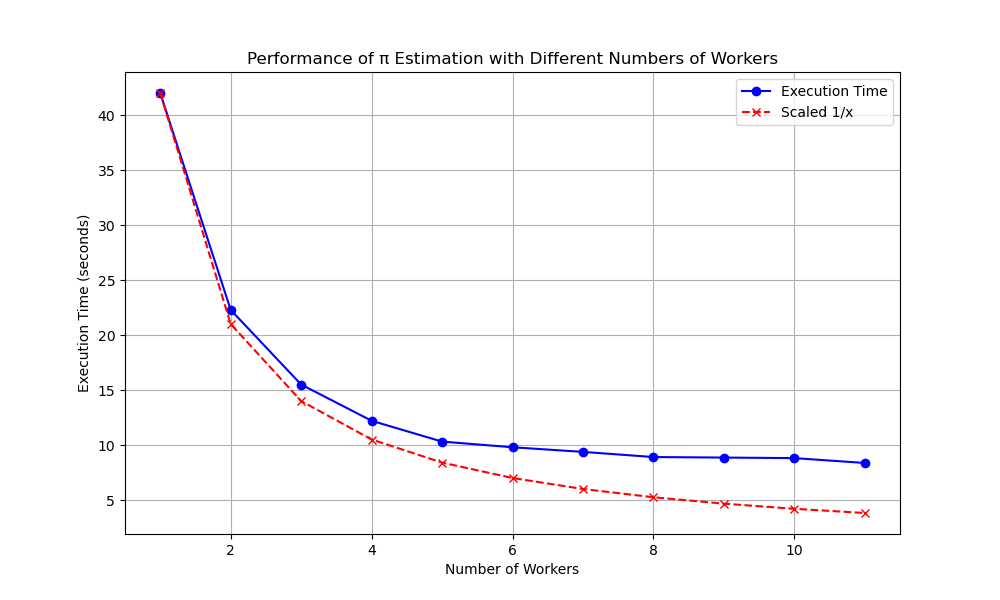 Performance of π Estimation with Different Numbers of Workers
Execution Time
Scaled 1/x
Execution Time (seconds)
40
35
30
25
20
15
10
5
2
4
6
8
10
Number of Workers